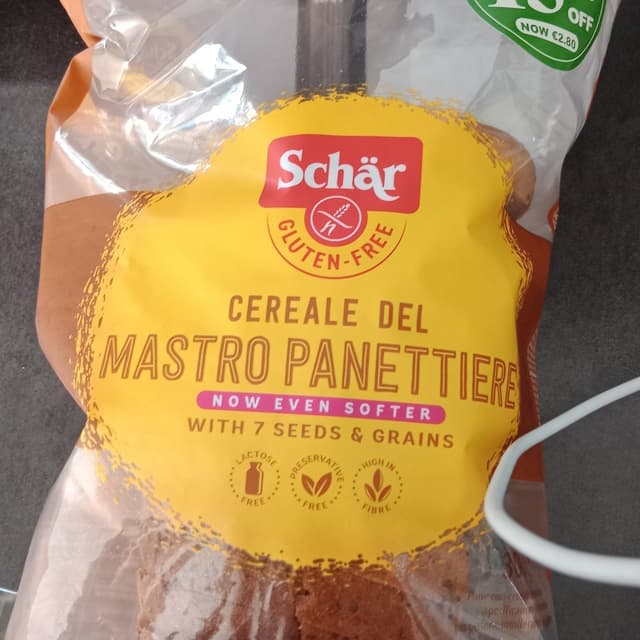 OFF
NOW €2.80
Schär
GLUTEN-FREE
CEREALE DEL
MASTRO PANETTIERE
NOW EVEN SOFTER
WITH 7 SEEDS & GRAINS
LACTOSE
FREE
PRESERVATIVE
FREE
HIGH IN
FIBRE